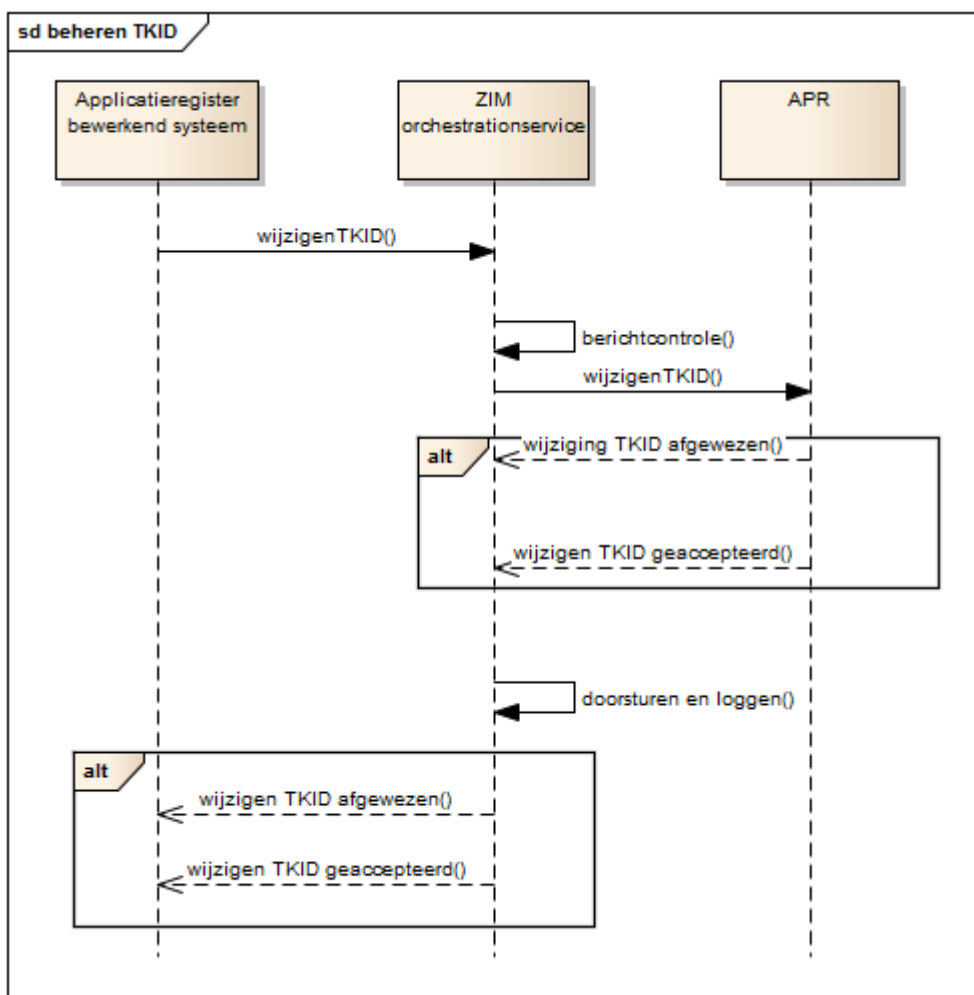 sd beheren TKID
Applicatieregister
bewerkend systeem
ZIM
orchestrationservice
APR
wijzigenTKID()
berichtcontrole()
wijzigenTKID()
alt
wijziging TKID afgewezen()
wijzigen TKID geaccepteerd()
doorsturen en loggen()
alt
wijzigen TKID afgewezen()
wijzigen TKID geaccepteerd()